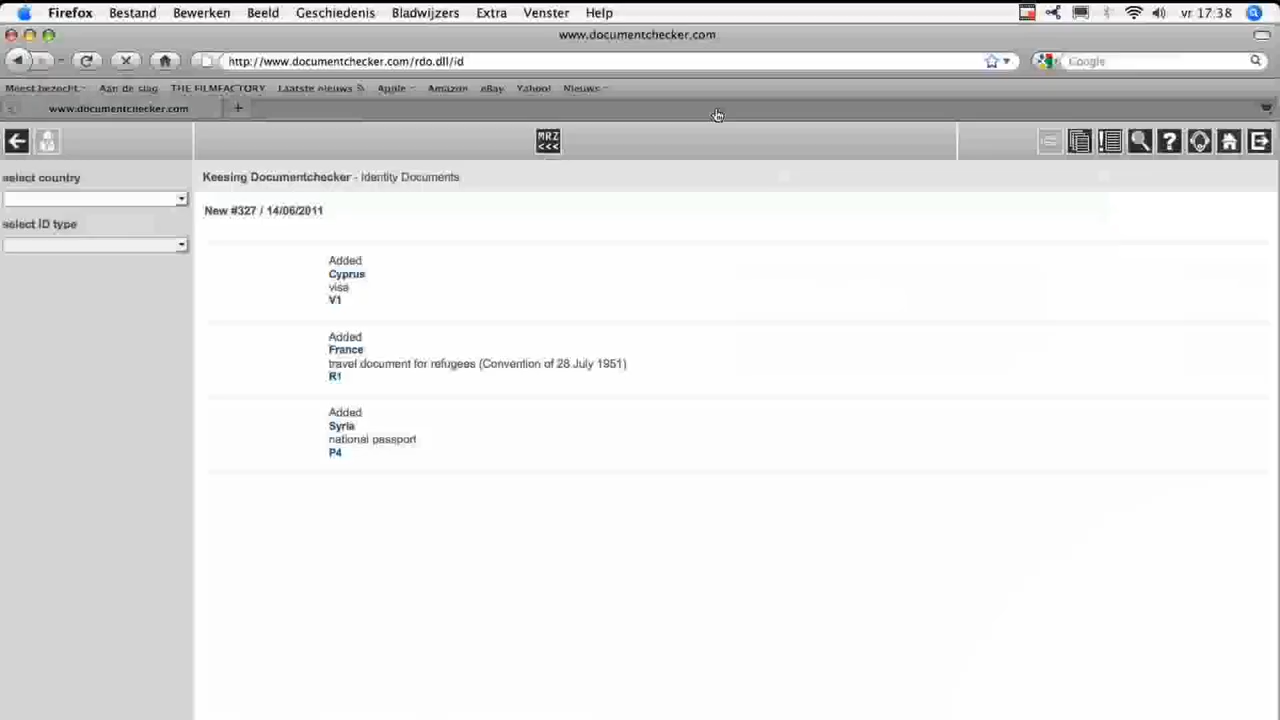 Firefox Bestand Bewerken Beeld Geschiedenis Bladwijzers Extra Venster Help vr 17:38
www.documentchecker.com
http://www.documentchecker.com/rdo.dll/id Google
Meest bezocht Aan de slag THE FILMFACTORY Laatste nieuws Apple Amazon eBay Yahoo! Nieuws
www.documentchecker.com +
MRZ
<<<
select country
Keesing Documentchecker - Identity Documents
New #327 / 14/06/2011
select ID type
Added
Cyprus
visa
V1
Added
France
travel document for refugees (Convention of 28 July 1951)
R1
Added
Syria
national passport
P4